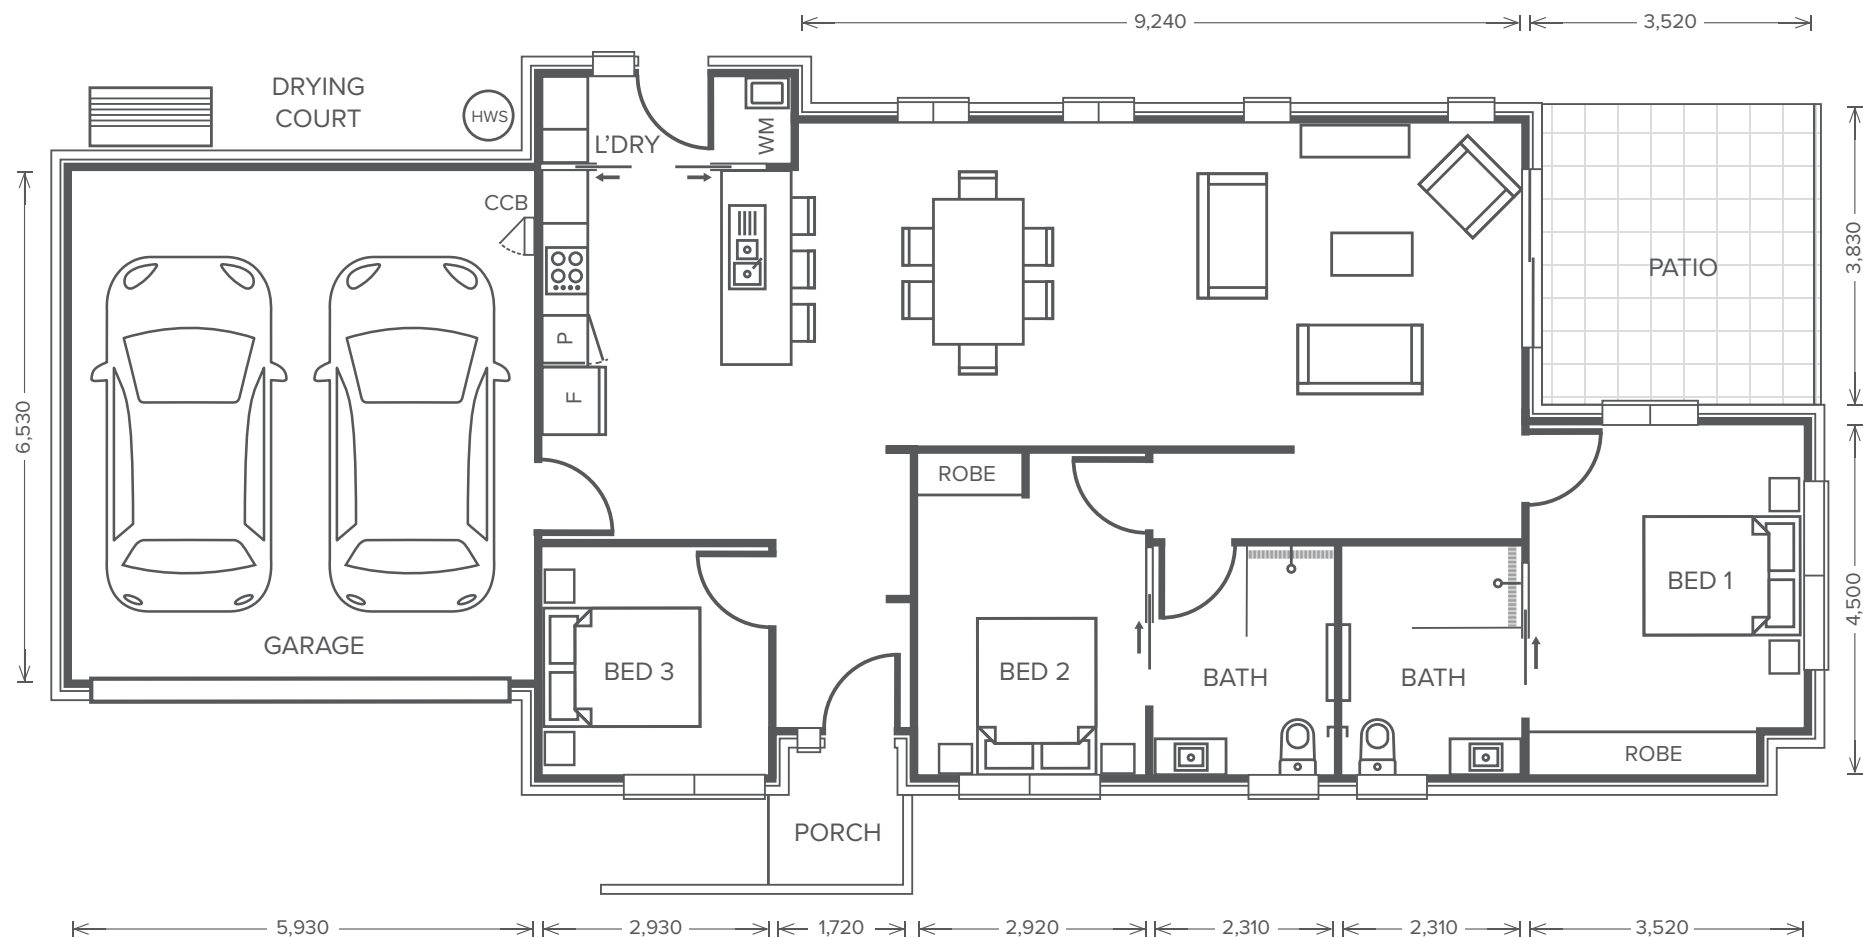 9,240
3,520
DRYING
COURT
HWS
L'DRY
WM
CCB
6,530
P
F
PATIO
3,830
ROBE
BED 1
4,500
GARAGE
BED 3
BED 2
BATH
BATH
ROBE
PORCH
5,930
2,930
1,720
2,920
2,310
2,310
3,520